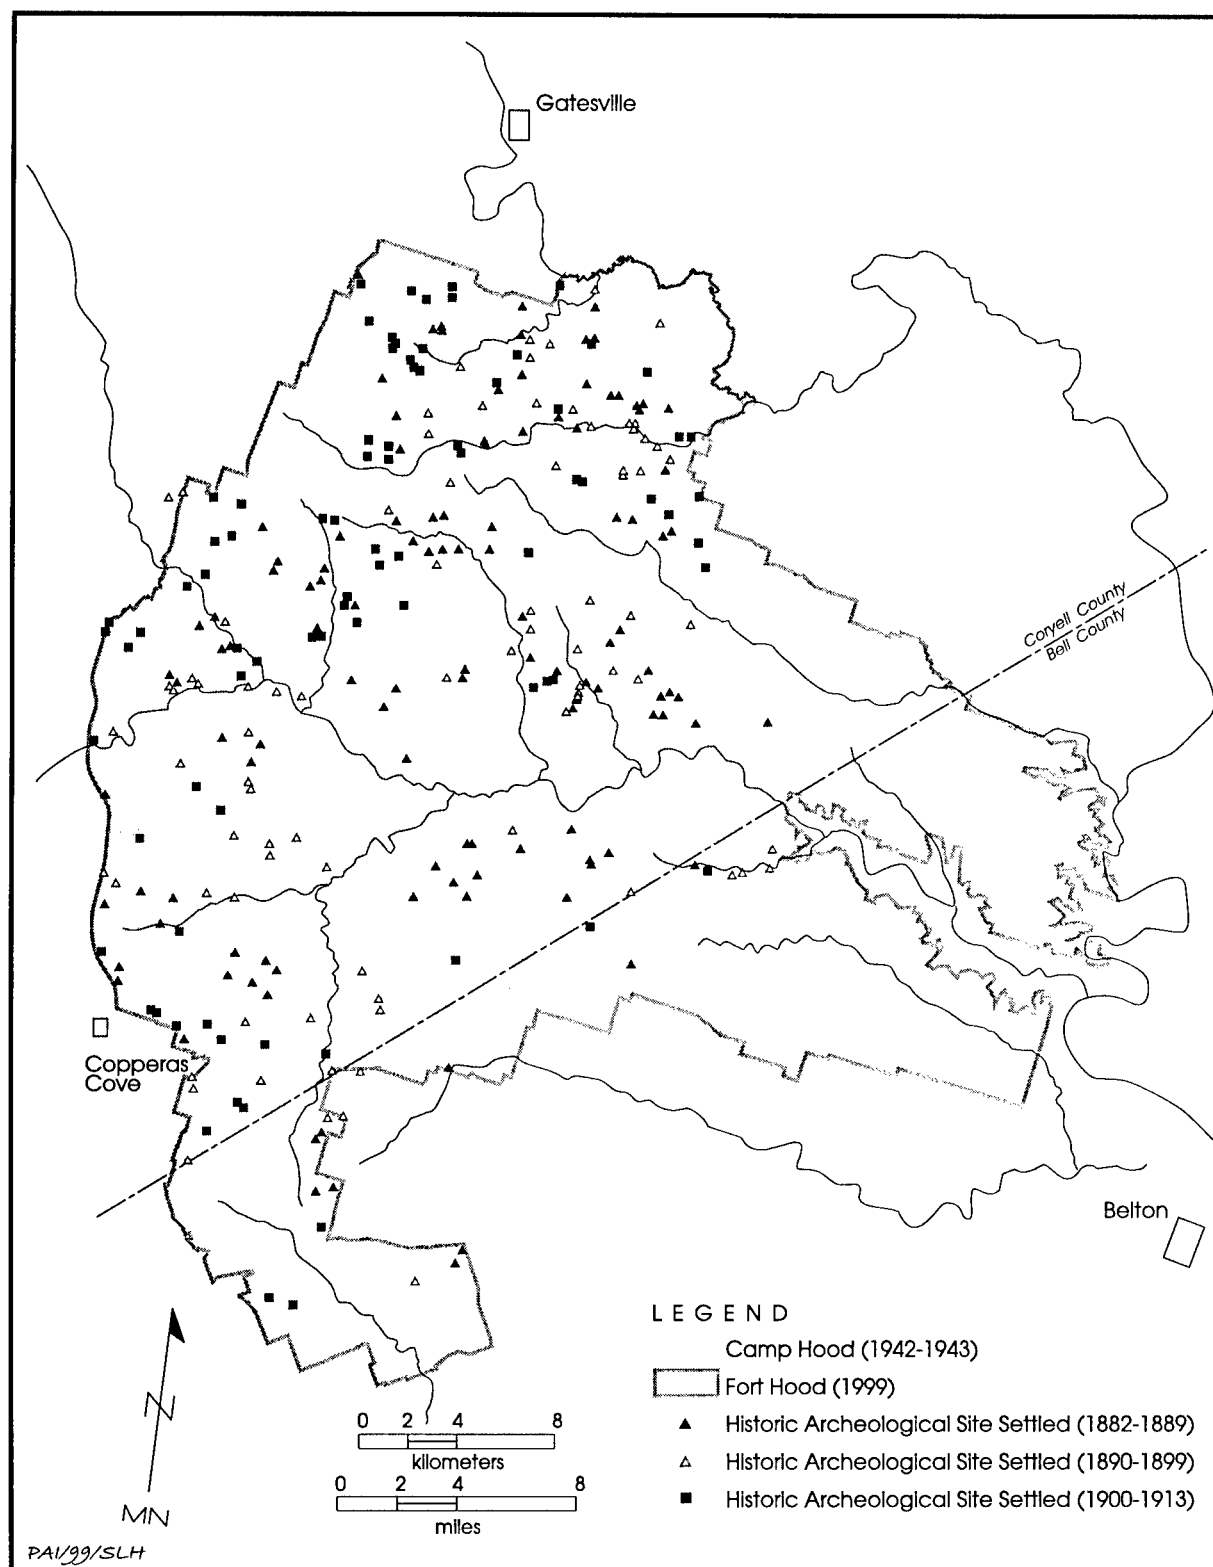 Gatesville
Coryell County
Bell County
Copperas
Cove
Belton
LEGEND
Camp Hood (1942-1943)
Fort Hood (1999)
Historic Archeological Site Settled (1882-1889)
Historic Archeological Site Settled (1890-1899)
Historic Archeological Site Settled (1900-1913)
N
MN
0 2 4 8
kilometers
0 2 4 8
miles
PAI/99/SLH